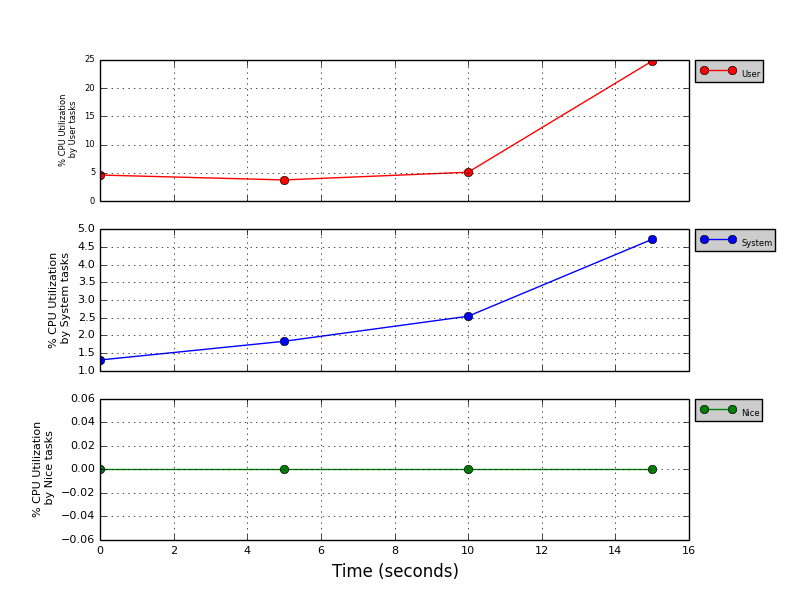 25
20
15
10
5
0
% CPU Utilization
by User tasks
User
5.0
4.5
4.0
3.5
3.0
2.5
2.0
1.5
1.0
% CPU Utilization
by System tasks
System
0.06
0.04
0.02
0.00
−0.02
−0.04
−0.06
% CPU Utilization
by Nice tasks
Nice
0 2 4 6 8 10 12 14 16
Time (seconds)